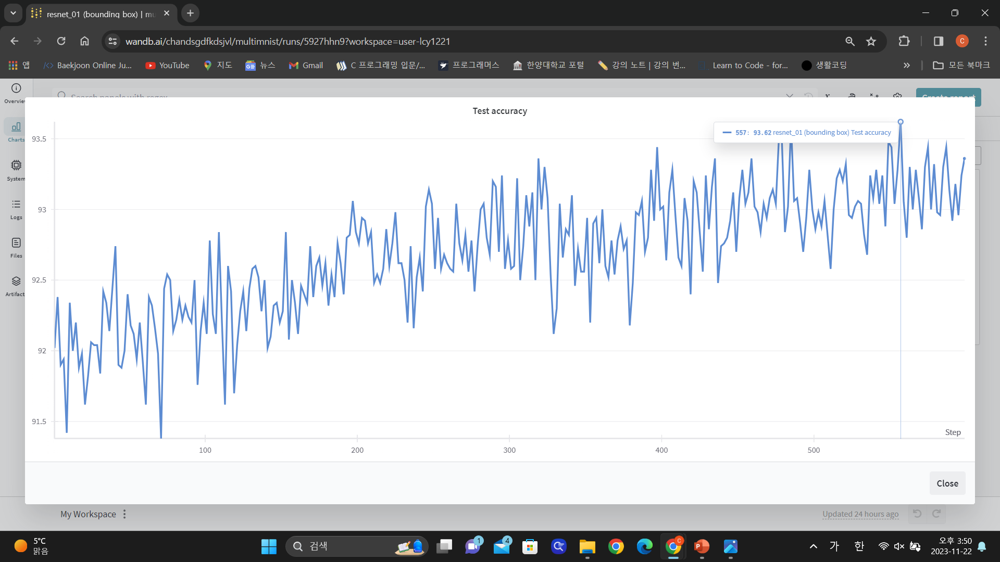 resnet_01 (bounding box) | mu
wandb.ai/chandsgdfkdsjvl/multimnist/runs/5927hhn9?workspace=user-lcy1221
C
앱
Baekjoon Online Ju...
YouTube
지도
뉴스
Gmail
C 프로그래밍 입문/...
프로그래머스
한양대학교 포털
강의 노트 | 강의 번...
Learn to Code - for...
생활코딩
모든 북마크
Search panels with regex
Create report
Overview
Charts
System
Logs
Files
Artifact
Test accuracy
557: 93.62 resnet_01 (bounding box) Test accuracy
93.5
93
92.5
92
91.5
Step
100
200
300
400
500
Close
My Workspace
Updated 24 hours ago
5°C
맑음
검색
1
4
C
가
한
오후 3:50
2023-11-22